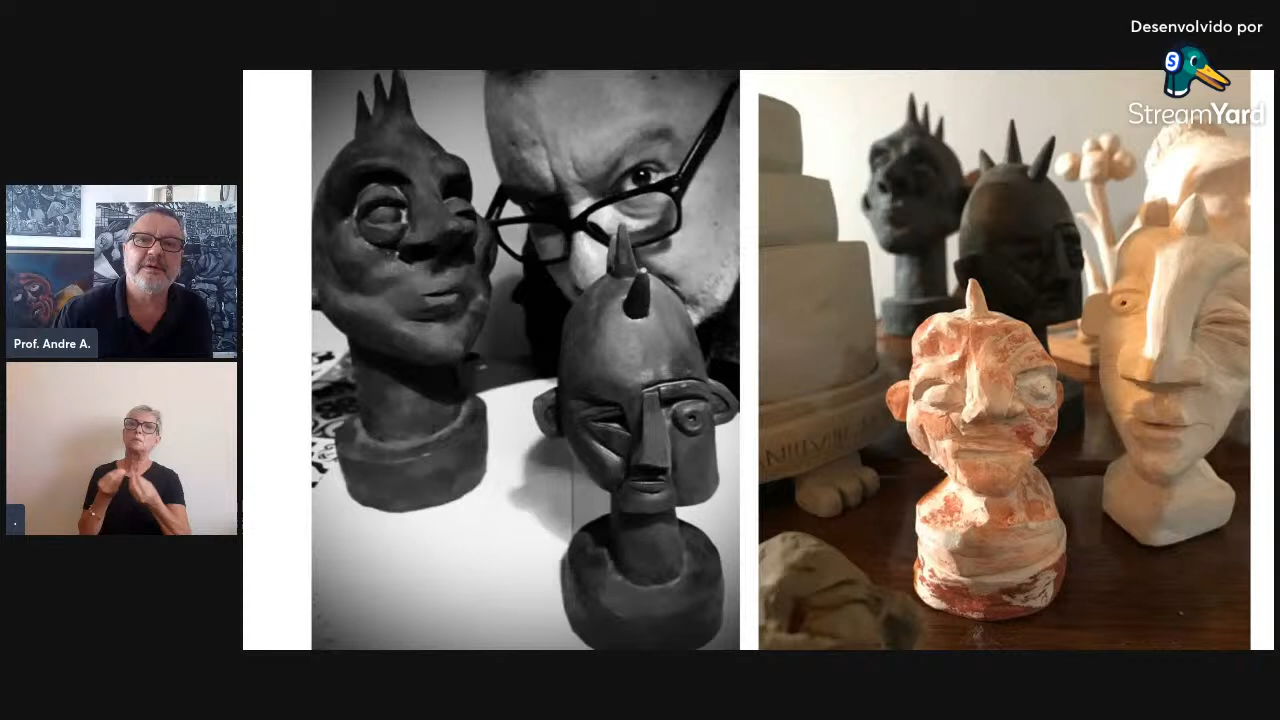 Desenvolvido por
S
StreamYard
Prof. Andre A.
.